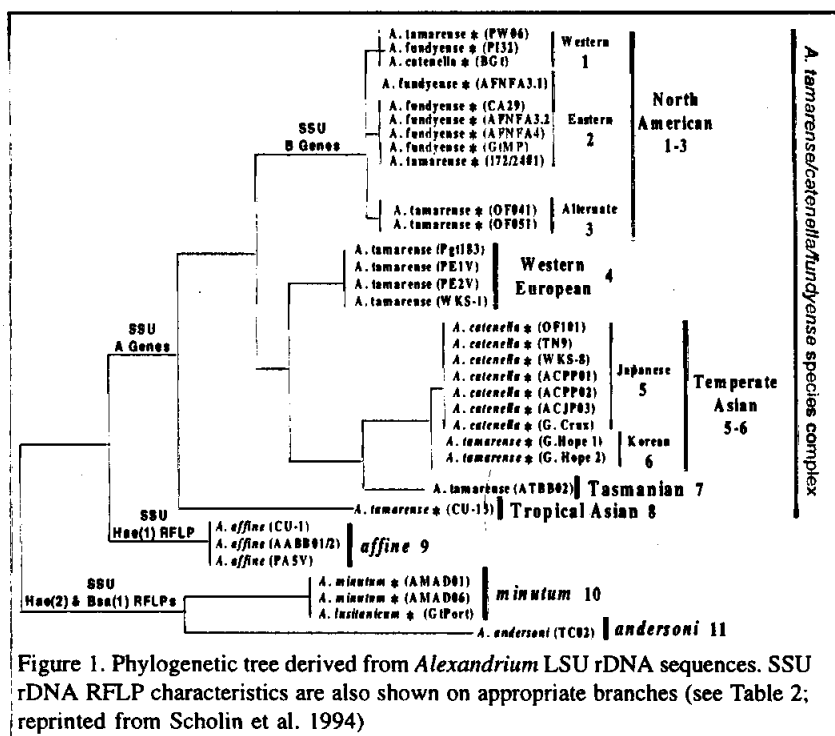 A. tamarense * (PW06)
A. fundyense * (PI32)
A. catenella * (BGt)
Western
1
A. fundyense * (AFNFA3.1)
A. fundyense * (CA29)
A. fundyense * (AFNFA3.2
A. fundyense * (AFNFA4)
A. fundyense * (GtMP)
A. tamarense * (172/24#1)
Eastern
2
North
American
1-3
SSU
B Genes
A. tamarense * (OF041)
A. tamarense * (OF051)
Alternate
3
A. tamarense (Pgt183)
A. tamarense (PE1V)
A. tamarense (PE2V)
A. tamarense (WKS-1)
Western
European 4
SSU
A Genes
A. catenella * (OF101)
A. catenella * (TN9)
A. catenella * (WKS-8)
A. catenella * (ACPP01)
A. catenella * (ACPP02)
A. catenella * (ACJP03)
A. catenella * (G. Crux)
Japanese
5
A. tamarense * (G.Hope 1)
A. tamarense * (G. Hope 2)
Korean
6
Temperate
Asian
5-6
A. tamarense (ATBB02) Tasmanian 7
A. tamarense * (CU-15) Tropical Asian 8
A. tamarense/catenella/fundyense species complex
SSU
Hae(1) RFLP
A. affine (CU-1)
A. affine (AABB01/2)
A. affine (PA5V)
affine 9
SSU
Hae(2) & Bsa(1) RFLPs
A. minutum * (AMAD01)
A. minutum * (AMAD06)
A. lusitanicum * (GtPort)
minutum 10
A. andersoni (TC02) andersoni 11
Figure 1. Phylogenetic tree derived from Alexandrium LSU rDNA sequences. SSU
rDNA RFLP characteristics are also shown on appropriate branches (see Table 2;
reprinted from Scholin et al. 1994)